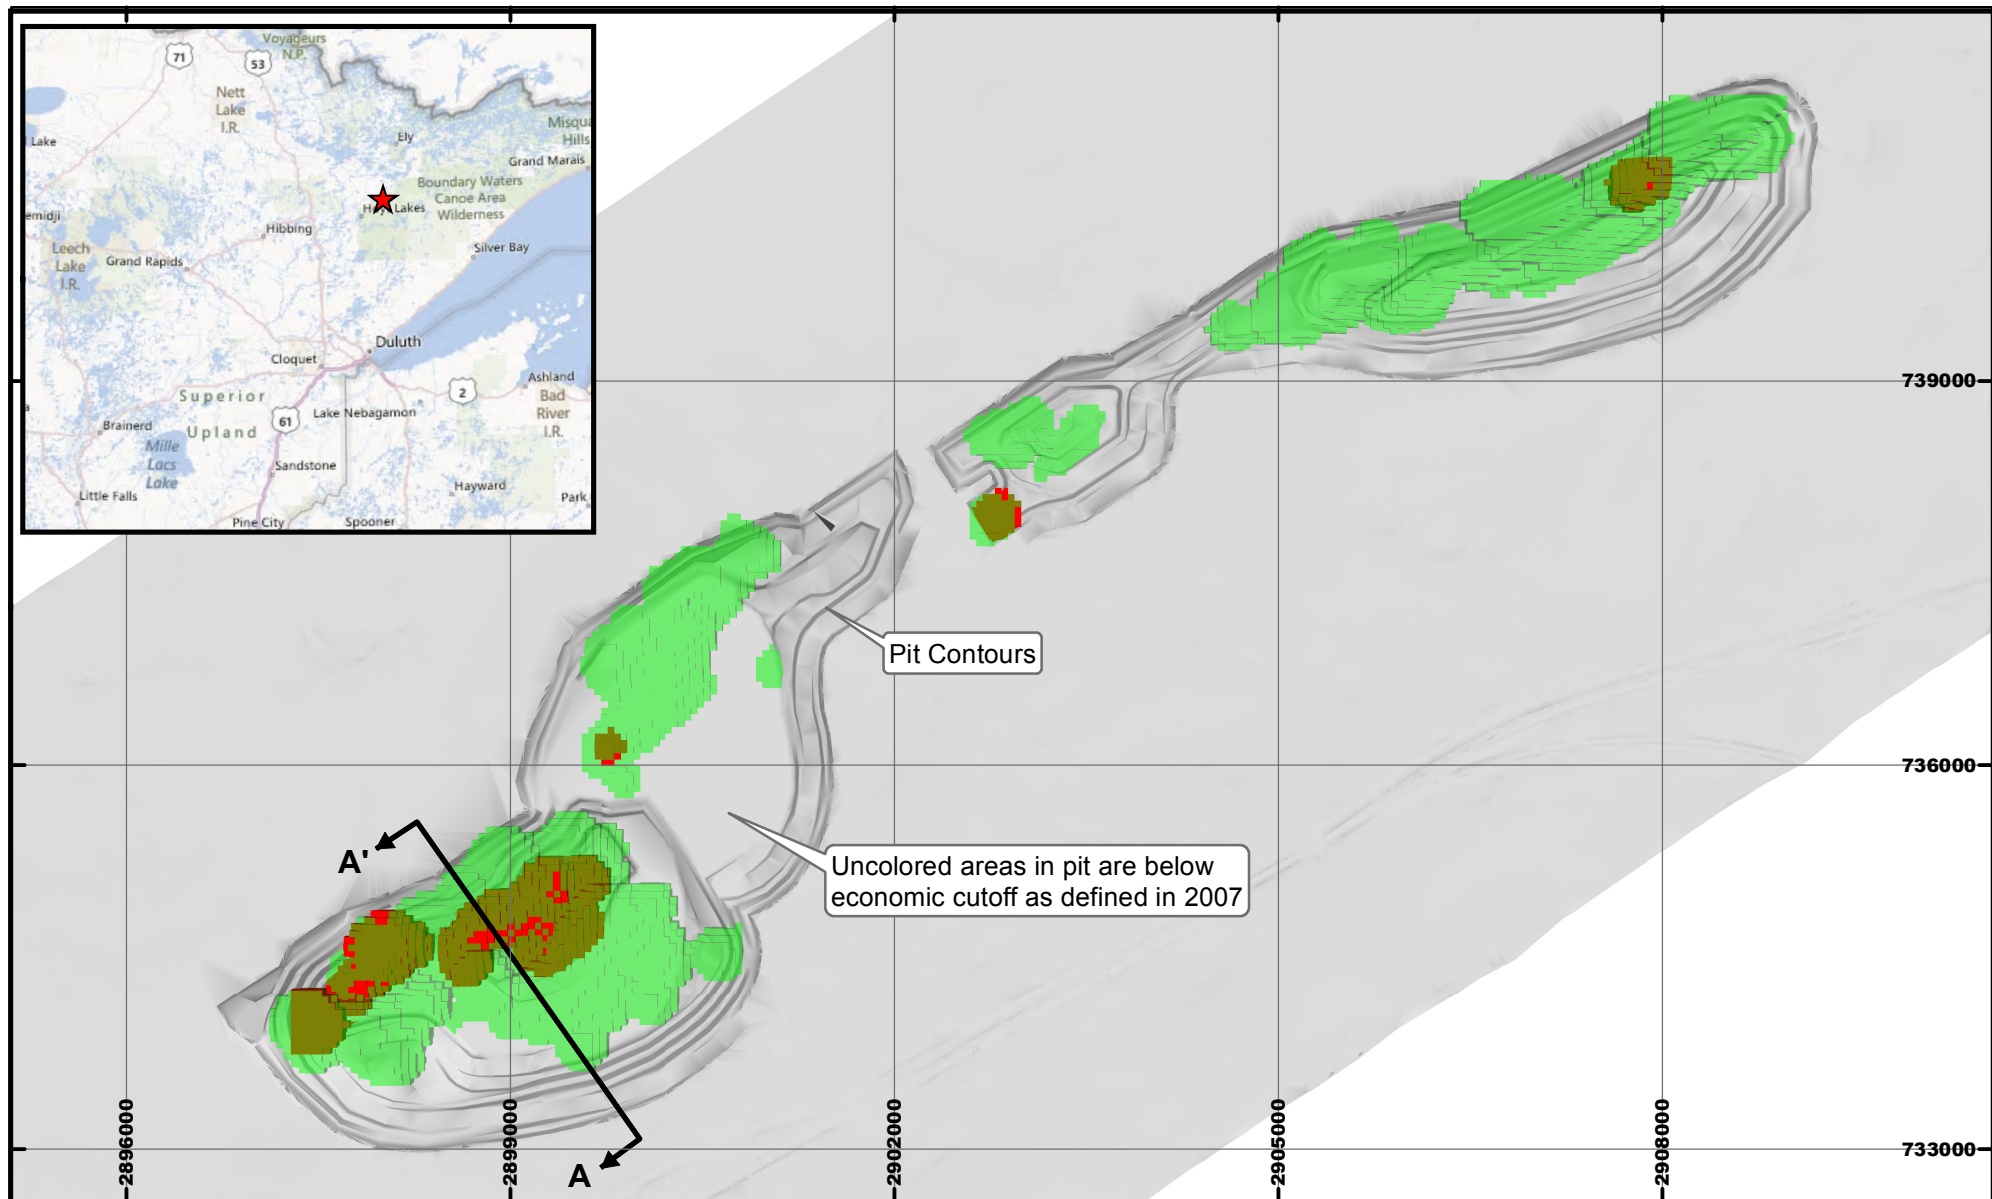 Voyageurs
N.P.
71
53
Nett
Lake
I.R.
Misqua
Hills
Lake
Ely
Grand Marais
Boundary Waters
Canoe Area
Wilderness
Lakes
emidji
Hibbing
Leech
Lake
I.R.
Grand Rapids
Silver Bay
Duluth
Cloquet
Ashland
Bad
River
I.R.
2
Superior
Upland
61
Lake Nebagamon
Brainerd
Mille
Lacs
Lake
Sandstone
Hayward
Little Falls
Park
Pine City
Spooner
739000
Pit Contours
736000
Uncolored areas in pit are below
economic cutoff as defined in 2007
A'
A
733000
2896000
2899000
2902000
2905000
2908000